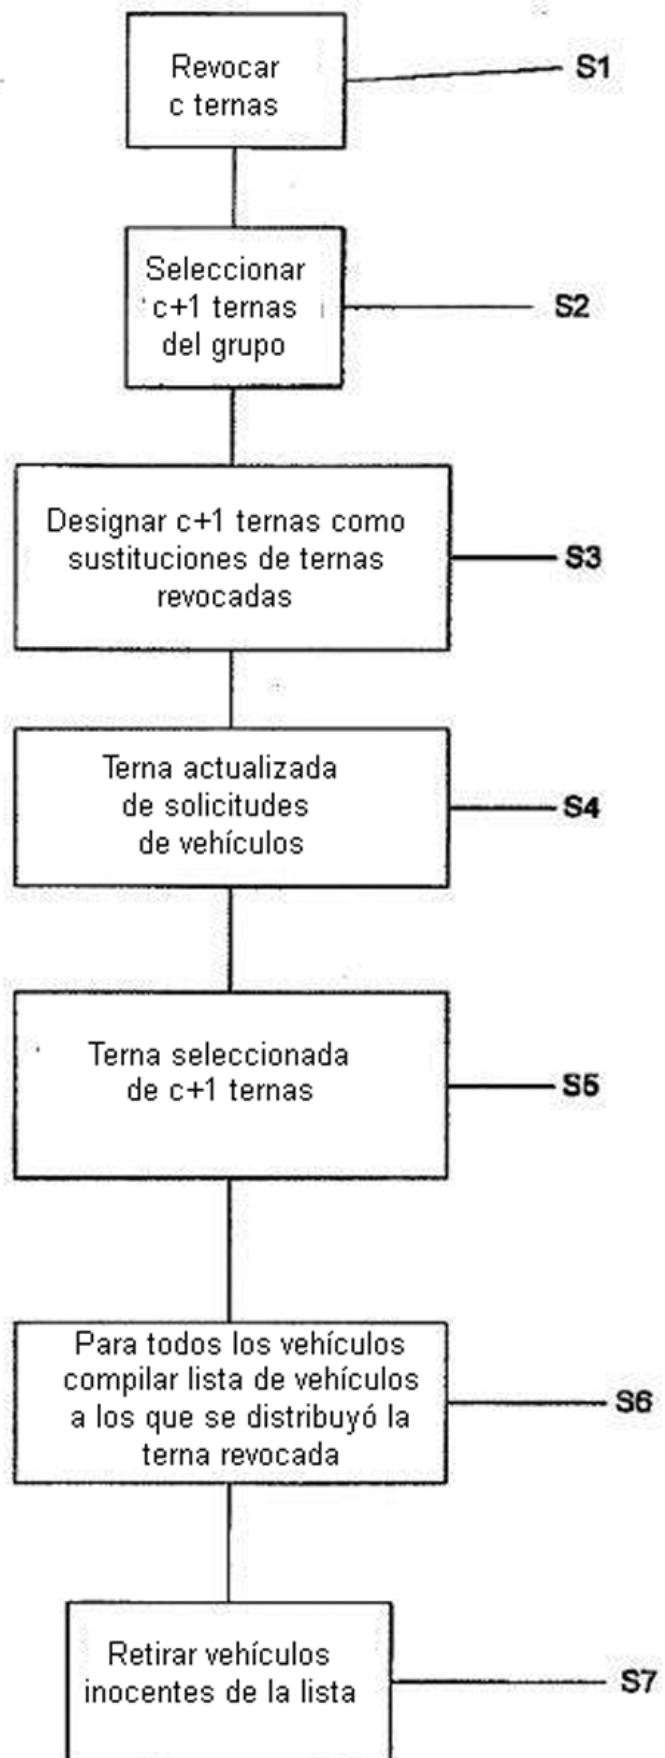 Revocar
c ternas
S1
Seleccionar
c+1 ternas
del grupo
S2
Designar c+1 ternas como
sustituciones de ternas
revocadas
S3
Terna actualizada
de solicitudes
de vehículos
S4
Terna seleccionada
de c+1 ternas
S5
Para todos los vehículos
compilar lista de vehículos
a los que se distribuyó la
terna revocada
S6
Retirar vehículos
inocentes de la lista
S7